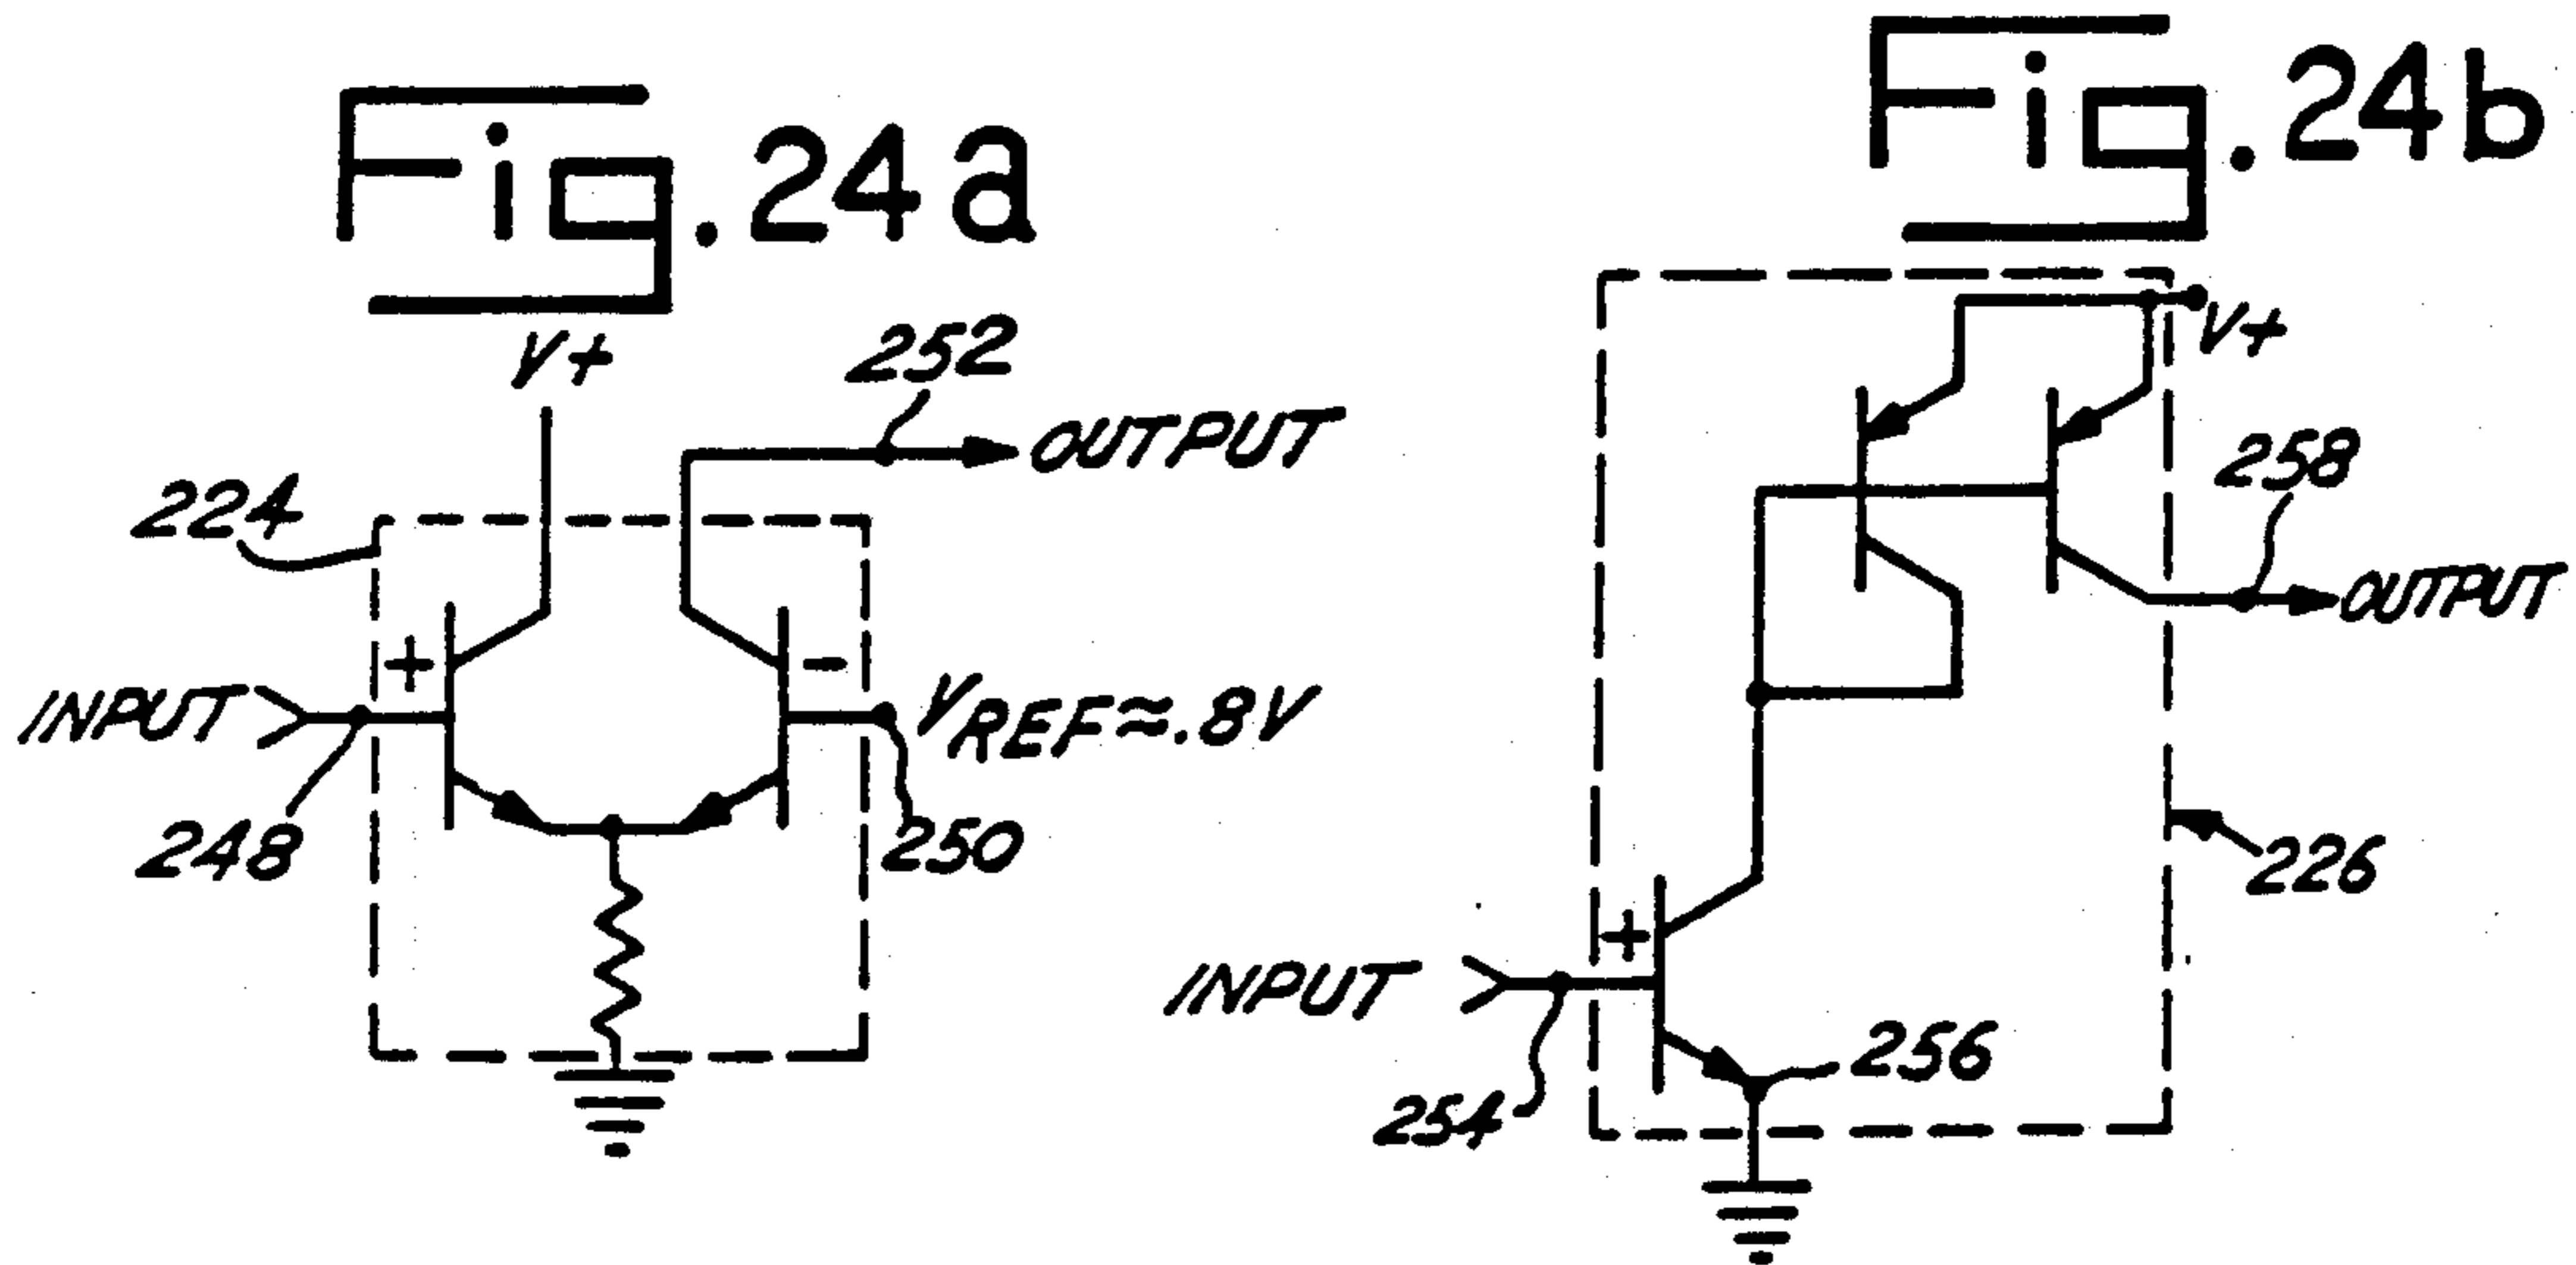 Fig. 24a
V+
252
OUTPUT
224
+
-
INPUT
VREF≈.8V
248
250
Fig. 24b
V+
258
OUTPUT
226
+
INPUT
256
254